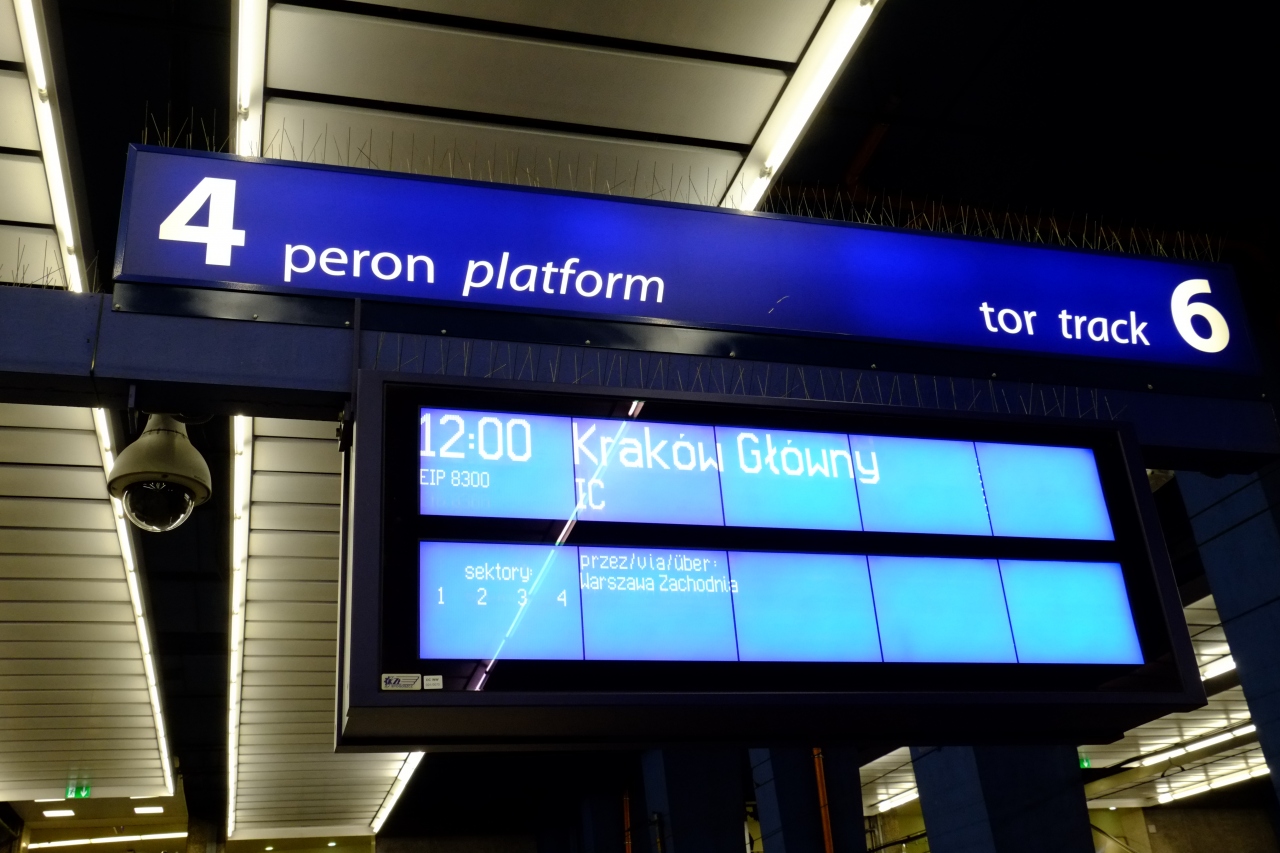 4 peron platform tor track 6
12:00 Kraków Główny
EIP 8300 IC
sektory: przez/via/über:
1 2 3 4 Warszawa Zachodnia